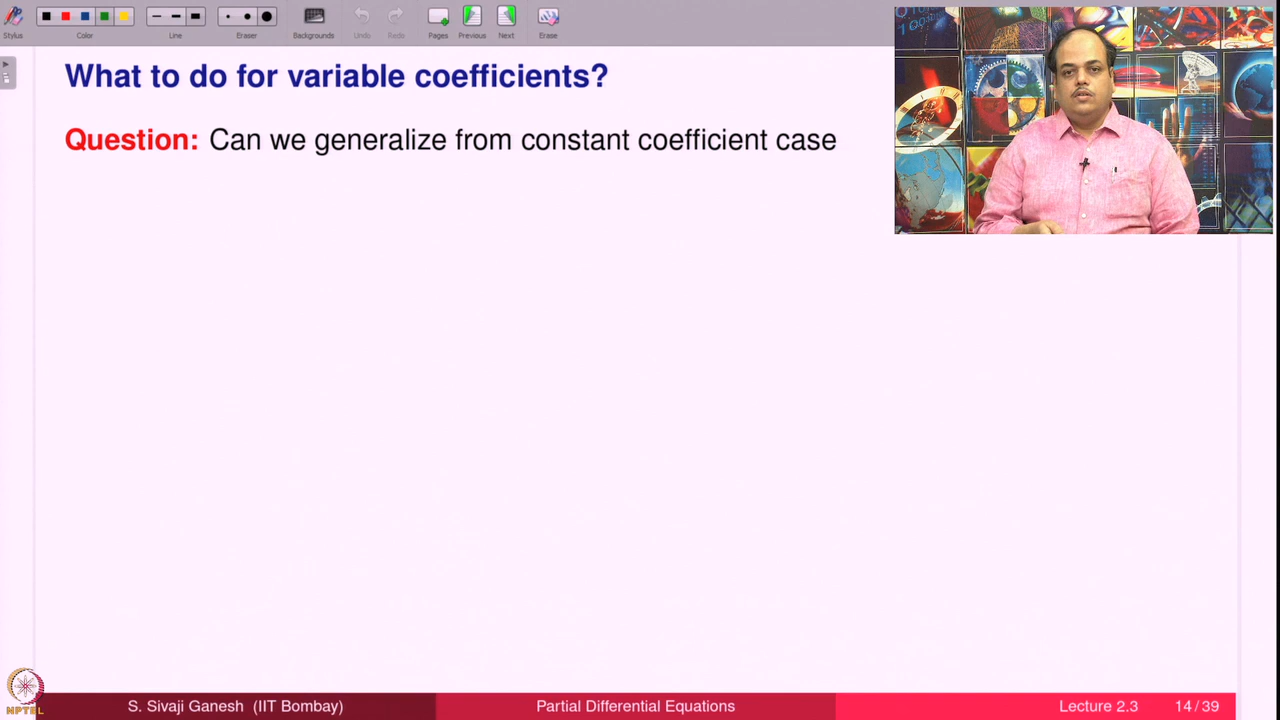 Stylus
Color
Line
Eraser
Backgrounds
Undo
Redo
Pages
Previous
Next
Erase
What to do for variable coefficients?
Question: Can we generalize from constant coefficient case
NPTEL
S. Sivaji Ganesh (IIT Bombay)
Partial Differential Equations
Lecture 2.3
14/39